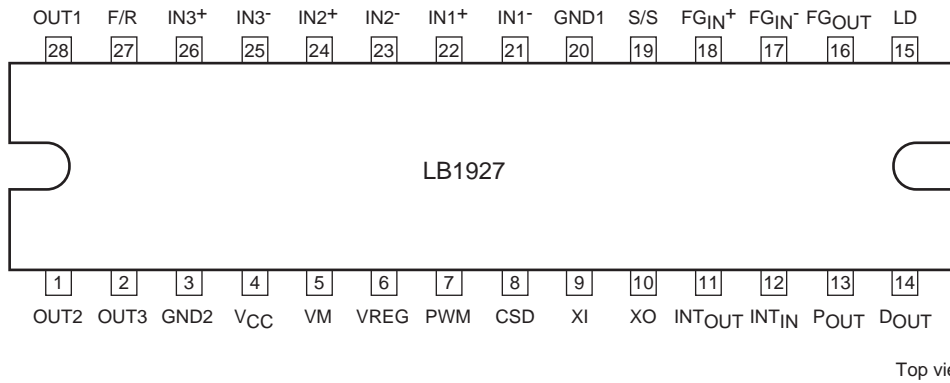 OUT1 F/R IN3+ IN3- IN2+ IN2- IN1+ IN1- GND1 S/S FGIN+ FGIN- FGOUT LD
28 27 26 25 24 23 22 21 20 19 18 17 16 15
LB1927
1 2 3 4 5 6 7 8 9 10 11 12 13 14
OUT2 OUT3 GND2 VCC VM VREG PWM CSD XI XO INTOUT INTIN POUT DOUT
Top vie